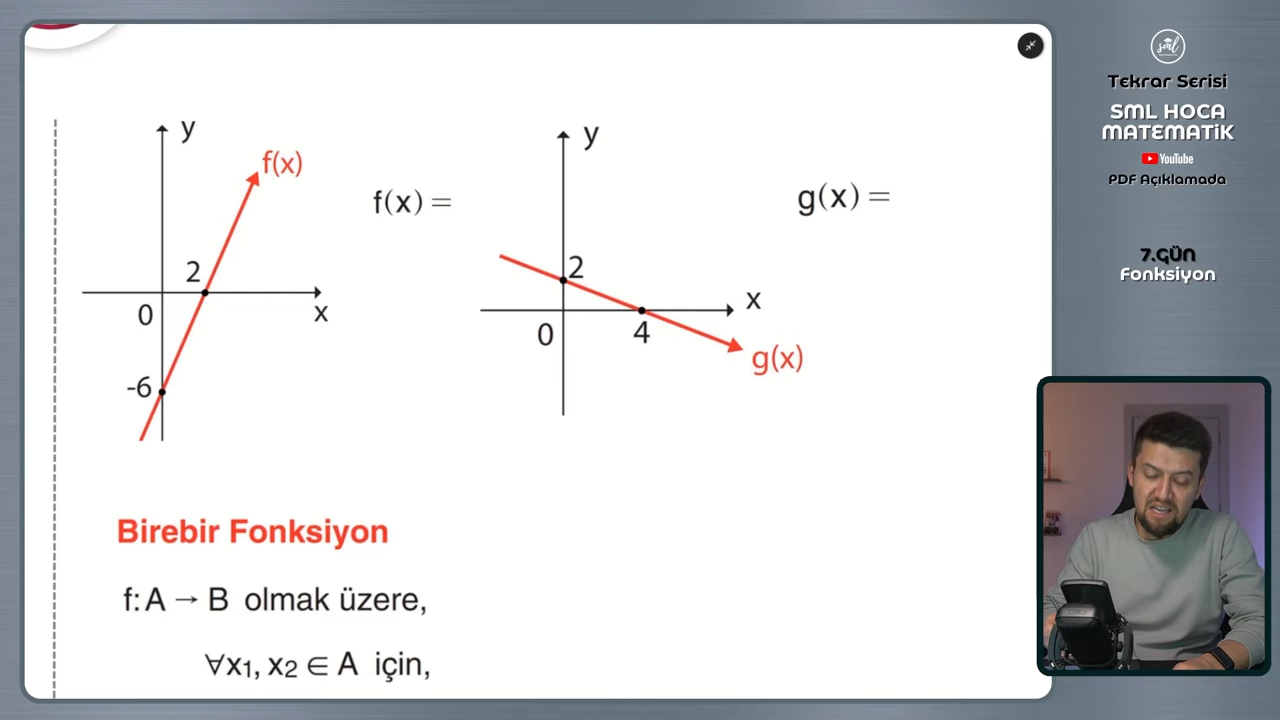 y
f(x)
f(x) =
2
0
x
-6
y
g(x) =
2
x
0
4
g(x)
Birebir Fonksiyon
f: A → B olmak üzere,
∀x₁, x₂ ∈ A için,
sml
Tekrar Serisi
SML HOCA
MATEMATİK
YouTube
PDF Açıklamada
7.GÜN
Fonksiyon